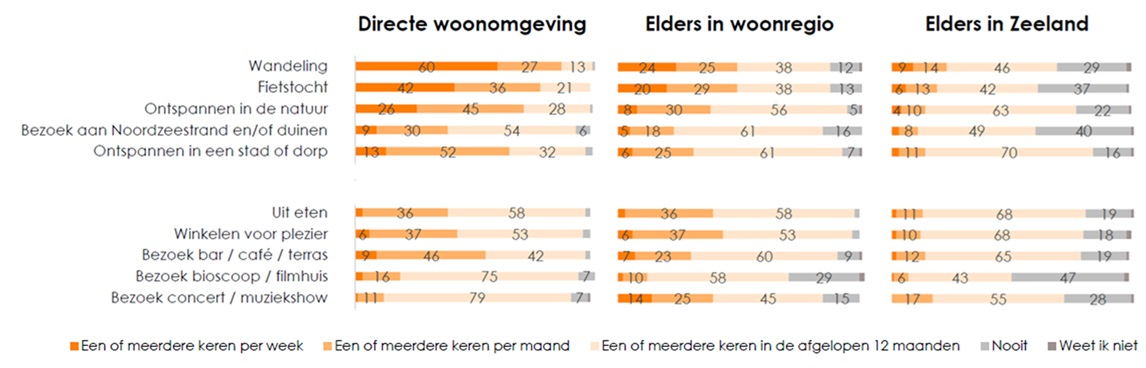 Directe woonomgeving Elders in woonregio Elders in Zeeland
Wandeling 60 27 13 24 25 38 12 9 14 46 29
Fietstocht 42 36 21 20 29 38 13 6 13 42 37
Ontspannen in de natuur 26 45 28 8 30 56 5 4 10 63 22
Bezoek aan Noordzeestrand en/of duinen 9 30 54 6 5 18 61 16 8 49 40
Ontspannen in een stad of dorp 13 52 32 6 25 61 7 11 70 16
Uit eten 36 58 36 58 11 68 19
Winkelen voor plezier 6 37 53 6 37 53 10 68 18
Bezoek bar / café / terras 9 46 42 7 23 60 9 12 65 19
Bezoek bioscoop / filmhuis 16 75 7 10 58 29 6 43 47
Bezoek concert / muziekshow 11 79 7 14 25 45 15 17 55 28
Een of meerdere keren per week Een of meerdere keren per maand Een of meerdere keren in de afgelopen 12 maanden Nooit Weet ik niet